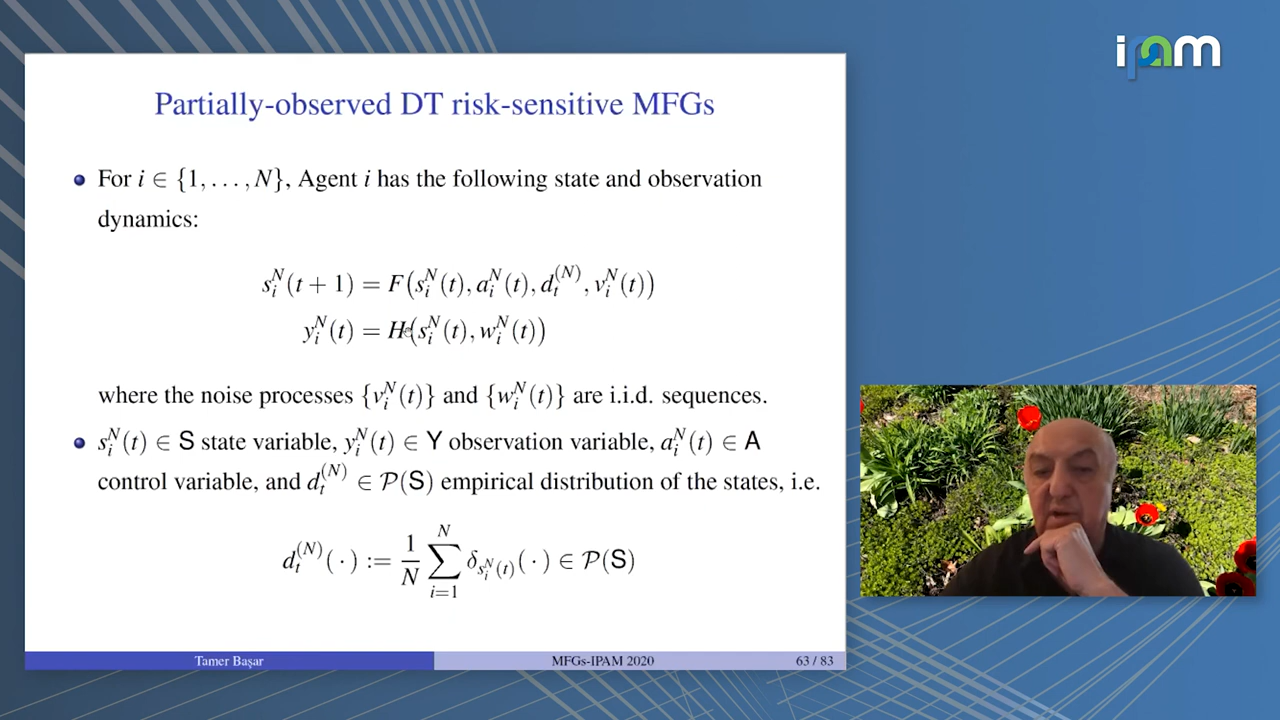 ipam
Partially-observed DT risk-sensitive MFGs
For i ∈ {1, . . . , N}, Agent i has the following state and observation
dynamics:
s_i^N(t + 1) = F(s_i^N(t), a_i^N(t), d_t^{(N)}, v_i^N(t))
y_i^N(t) = H(s_i^N(t), w_i^N(t))
where the noise processes {v_i^N(t)} and {w_i^N(t)} are i.i.d. sequences.
s_i^N(t) ∈ S state variable, y_i^N(t) ∈ Y observation variable, a_i^N(t) ∈ A
control variable, and d_t^{(N)} ∈ P(S) empirical distribution of the states, i.e.
d_t^{(N)}( · ) := \frac{1}{N} \sum_{i=1}^{N} δ_{s_i^N(t)}( · ) ∈ P(S)
Tamer Başar MFGs-IPAM 2020 63 / 83